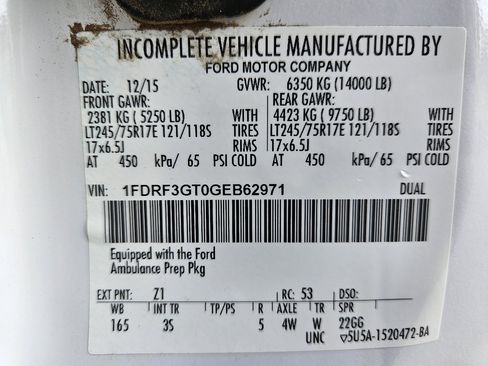 INCOMPLETE VEHICLE MANUFACTURED BY
FORD MOTOR COMPANY
DATE: 12/15 GVWR: 6350 KG (14000 LB)
FRONT GAWR: REAR GAWR:
2381 KG ( 5250 LB) WITH 4423 KG ( 9750 LB) WITH
LT245/75R17E 121/118S TIRES LT245/75R17E 121/118S TIRES
17x6.5J RIMS 17x6.5J RIMS
AT 450 kPa/ 65 PSI COLD AT 450 kPa/ 65 PSI COLD
VIN: 1FDRF3GT0GEB62971 DUAL
Equipped with the Ford
Ambulance Prep Pkg
EXT PNT: Z1 RC: 53 DSO:
WB INT TR TP/PS R AXLE TR SPR
165 3S 5 4W W 22GG
UNC ▽5U5A-1520472-BA